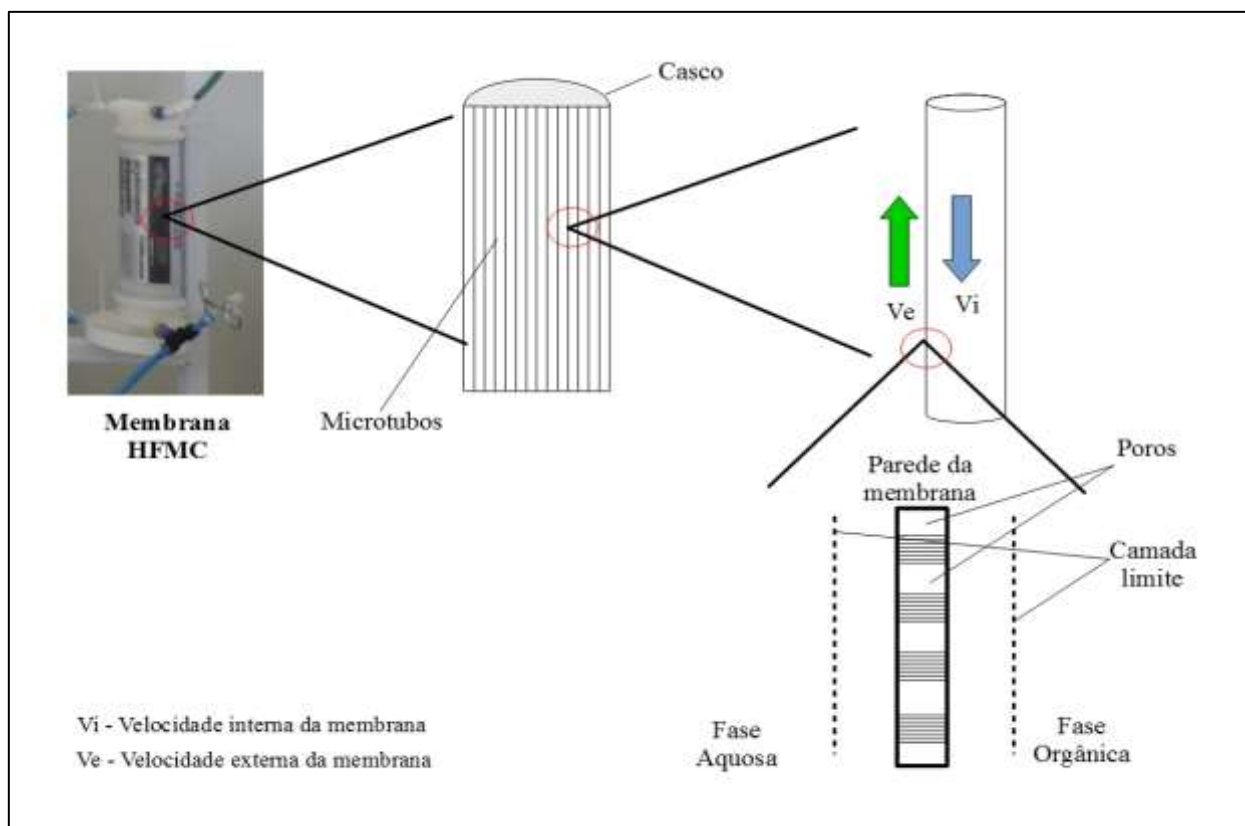 Casco
Ve
Vi
Membrana
HFMC
Microtubos
Parede da
membrana
Poros
Camada
limite
Vi - Velocidade interna da membrana
Ve - Velocidade externa da membrana
Fase
Aquosa
Fase
Orgânica